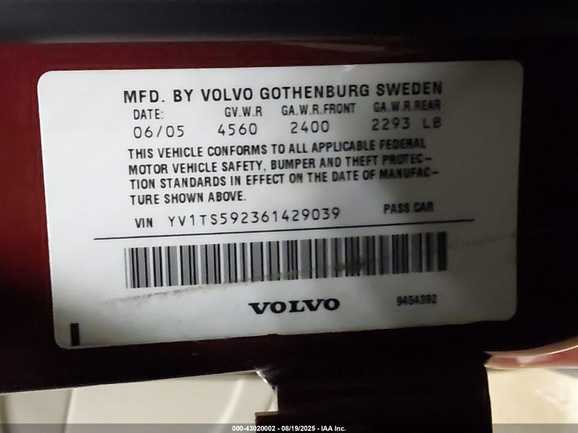 MFD. BY VOLVO GOTHENBURG SWEDEN
DATE: GV.W.R GA.W.R.FRONT GA.W.R.REAR
06/05 4560 2400 2293 LB
THIS VEHICLE CONFORMS TO ALL APPLICABLE FEDERAL
MOTOR VEHICLE SAFETY, BUMPER AND THEFT PROTEC-
TION STANDARDS IN EFFECT ON THE DATE OF MANUFAC-
TURE SHOWN ABOVE.
VIN YV1TS592361429039 PASS CAR
VOLVO 9454392
000-43020002 - 08/19/2025 - IAA Inc.